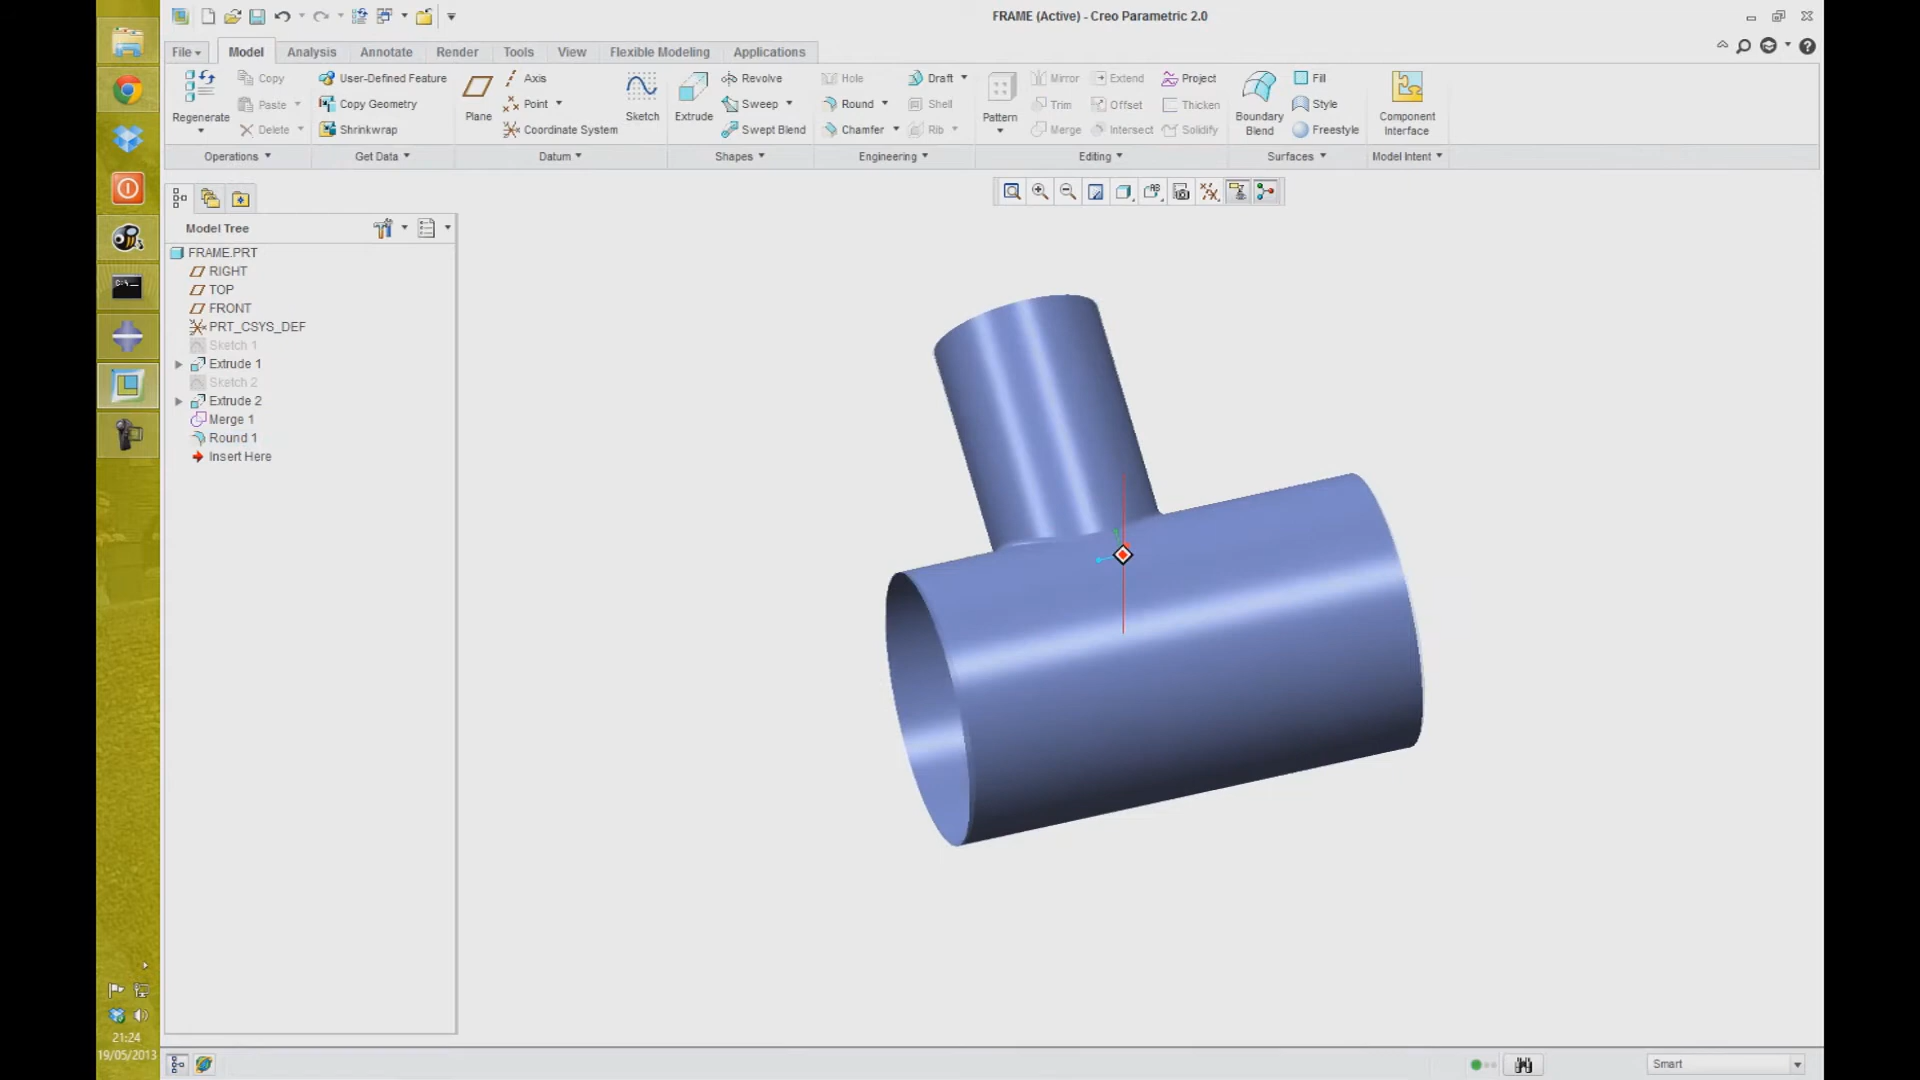 FRAME (Active) - Creo Parametric 2.0
File Model Analysis Annotate Render Tools View Flexible Modeling Applications
Regenerate
Copy
Paste
Delete
User-Defined Feature
Copy Geometry
Shrinkwrap
Plane
Axis
Point
Coordinate System
Sketch
Extrude
Revolve
Sweep
Swept Blend
Hole
Round
Chamfer
Draft
Shell
Rib
Pattern
Mirror
Trim
Merge
Extend
Offset
Intersect
Project
Thicken
Solidify
Boundary
Blend
Fill
Style
Freestyle
Component
Interface
Operations Get Data Datum Shapes Engineering Editing Surfaces Model Intent
Model Tree
FRAME.PRT
RIGHT
TOP
FRONT
PRT_CSYS_DEF
Sketch 1
Extrude 1
Sketch 2
Extrude 2
Merge 1
Round 1
Insert Here
21:24
19/05/2013
Smart